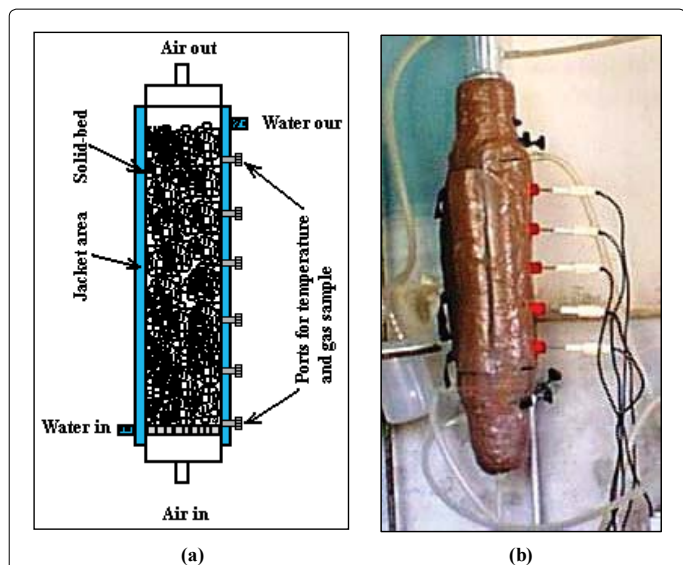 Air out
Water our
Solid-bed
Jacket area
Ports for temperature
and gas sample
Water in
Air in
(a)
(b)